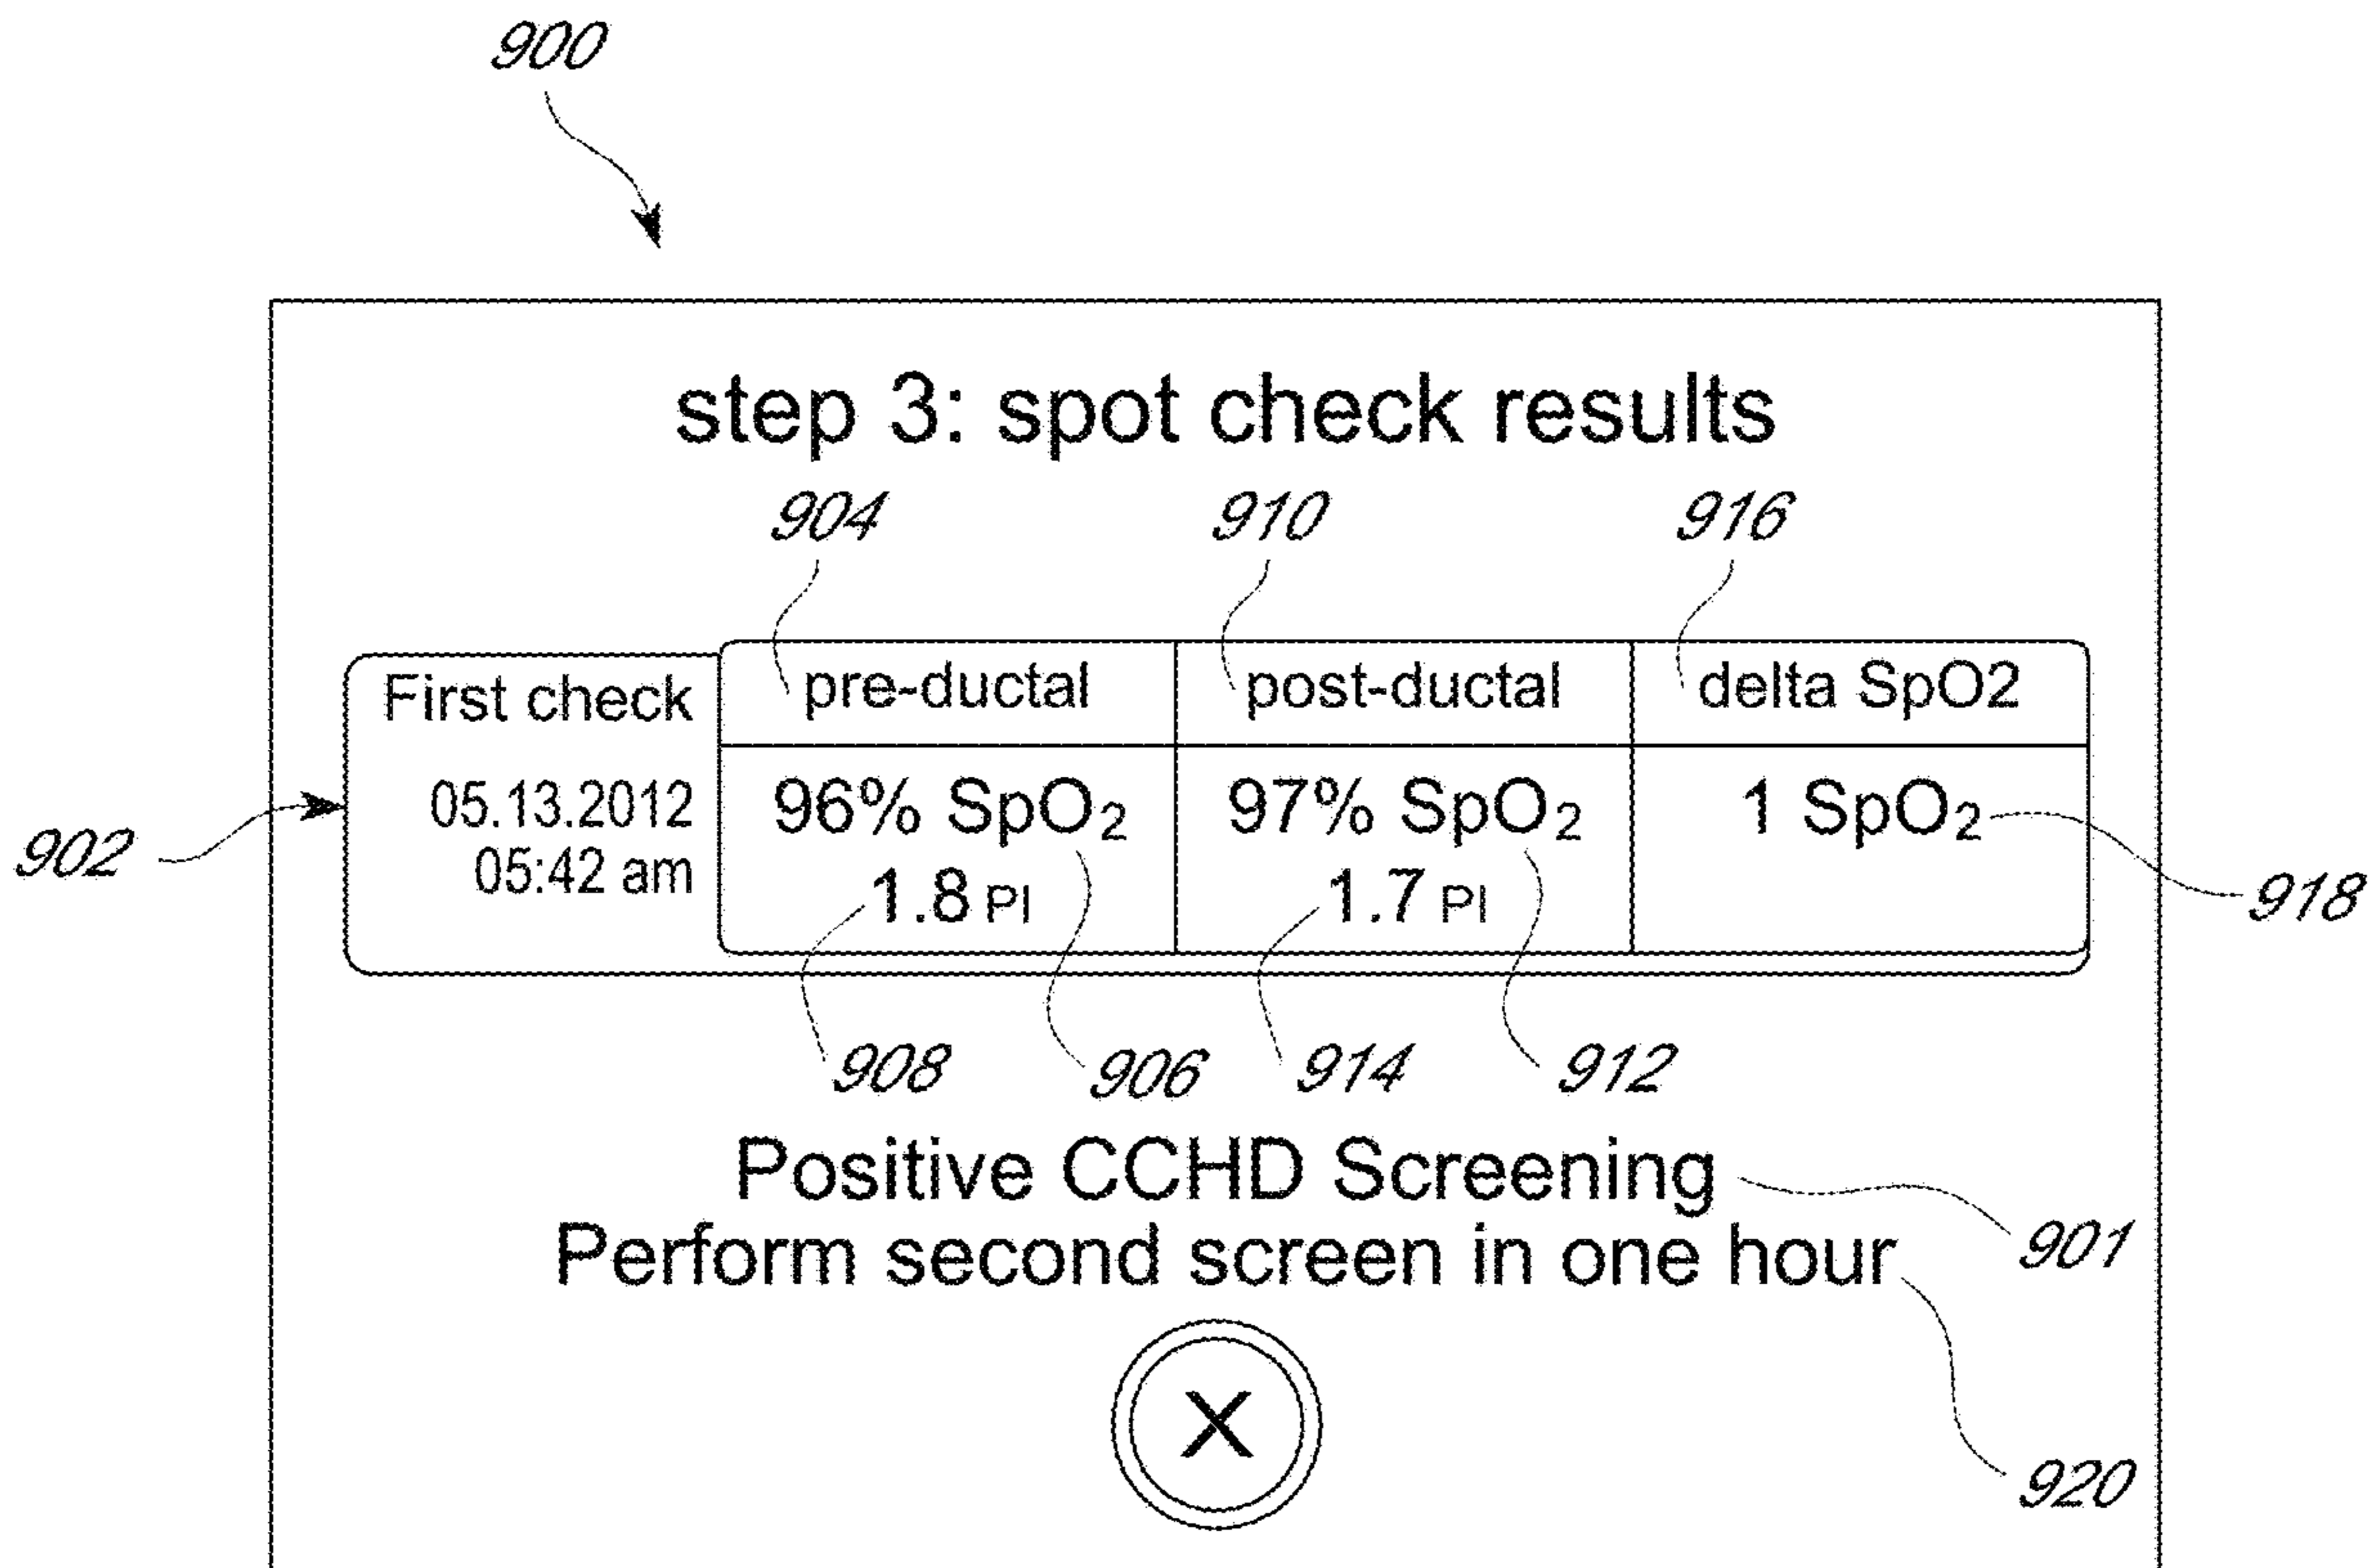 900
step 3: spot check results
904 910 916
First check pre-ductal post-ductal delta SpO2
05.13.2012 96% SpO₂ 97% SpO₂ 1 SpO₂
902 05:42 am 1.8 PI 1.7 PI 918
908 906 914 912
Positive CCHD Screening
901
Perform second screen in one hour
X
920